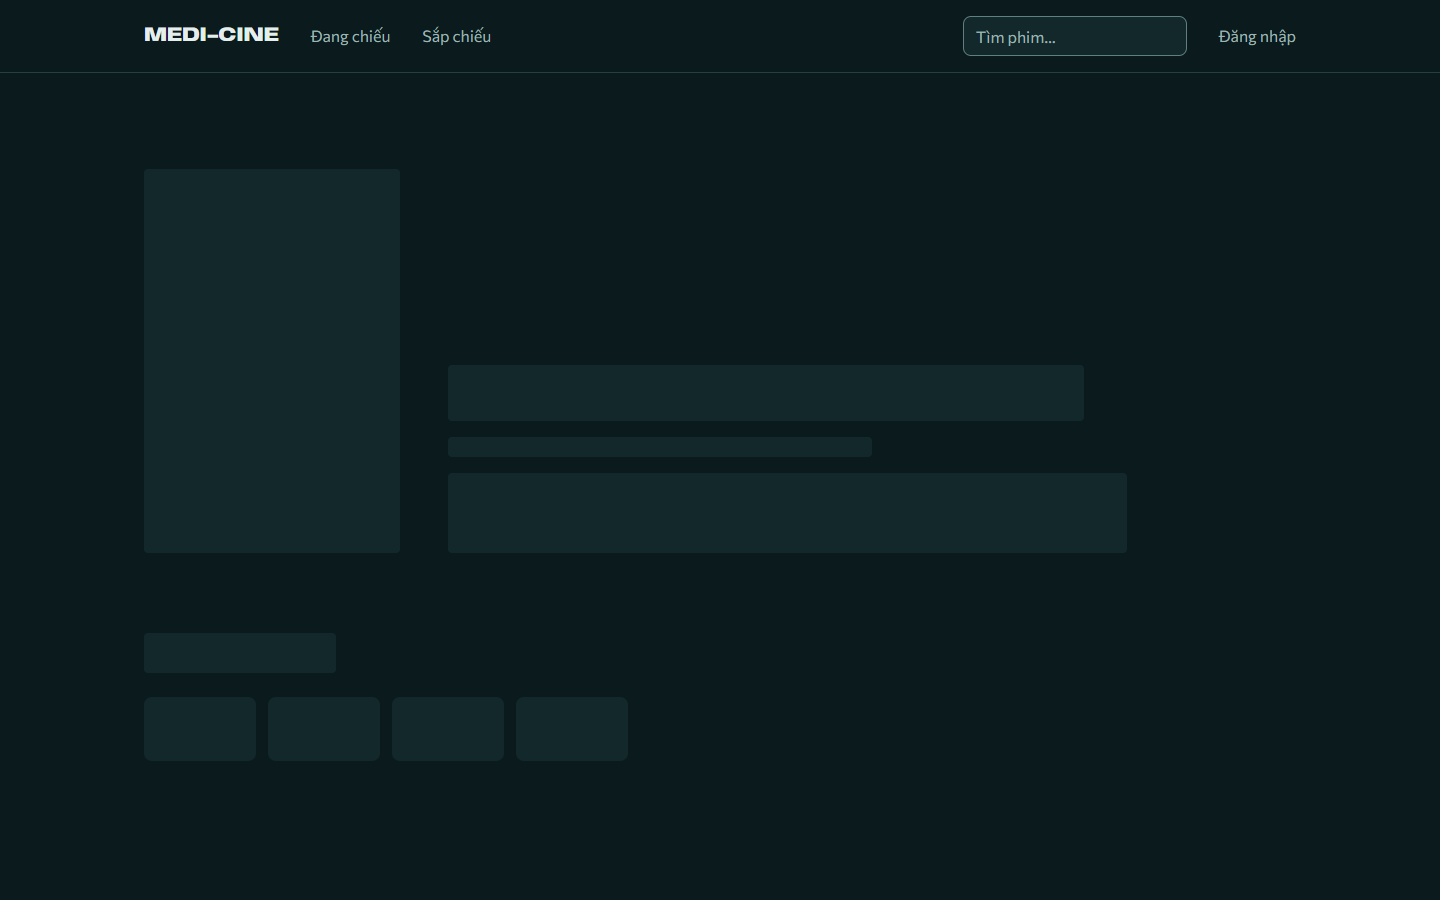 MEDI-CINE
Đang chiếu
Sắp chiếu
Tìm phim...
Đăng nhập